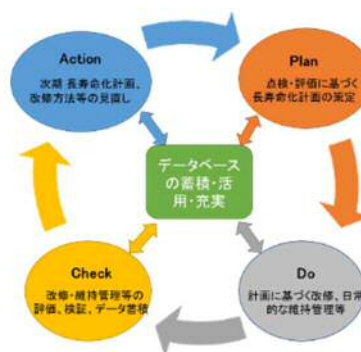 Action
次期 長寿命化計画、
改修方法等の見直し
Plan
点検・評価に基づく
長寿命化計画の策定
データベース
の蓄積・活
用・充実
Check
改修・維持管理等の
評価、検証、データ蓄積
Do
計画に基づく改修、日常
的な維持管理等